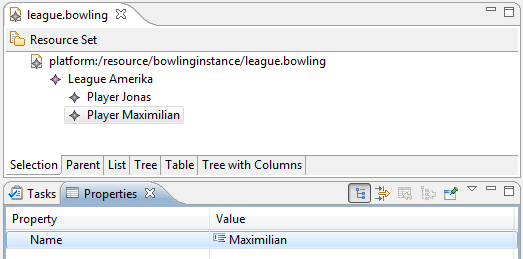 league.bowling
Resource Set
platform:/resource/bowlinginstance/league.bowling
League Amerika
Player Jonas
Player Maximilian
Selection Parent List Tree Table Tree with Columns
Tasks Properties
Property Value
Name Maximilian